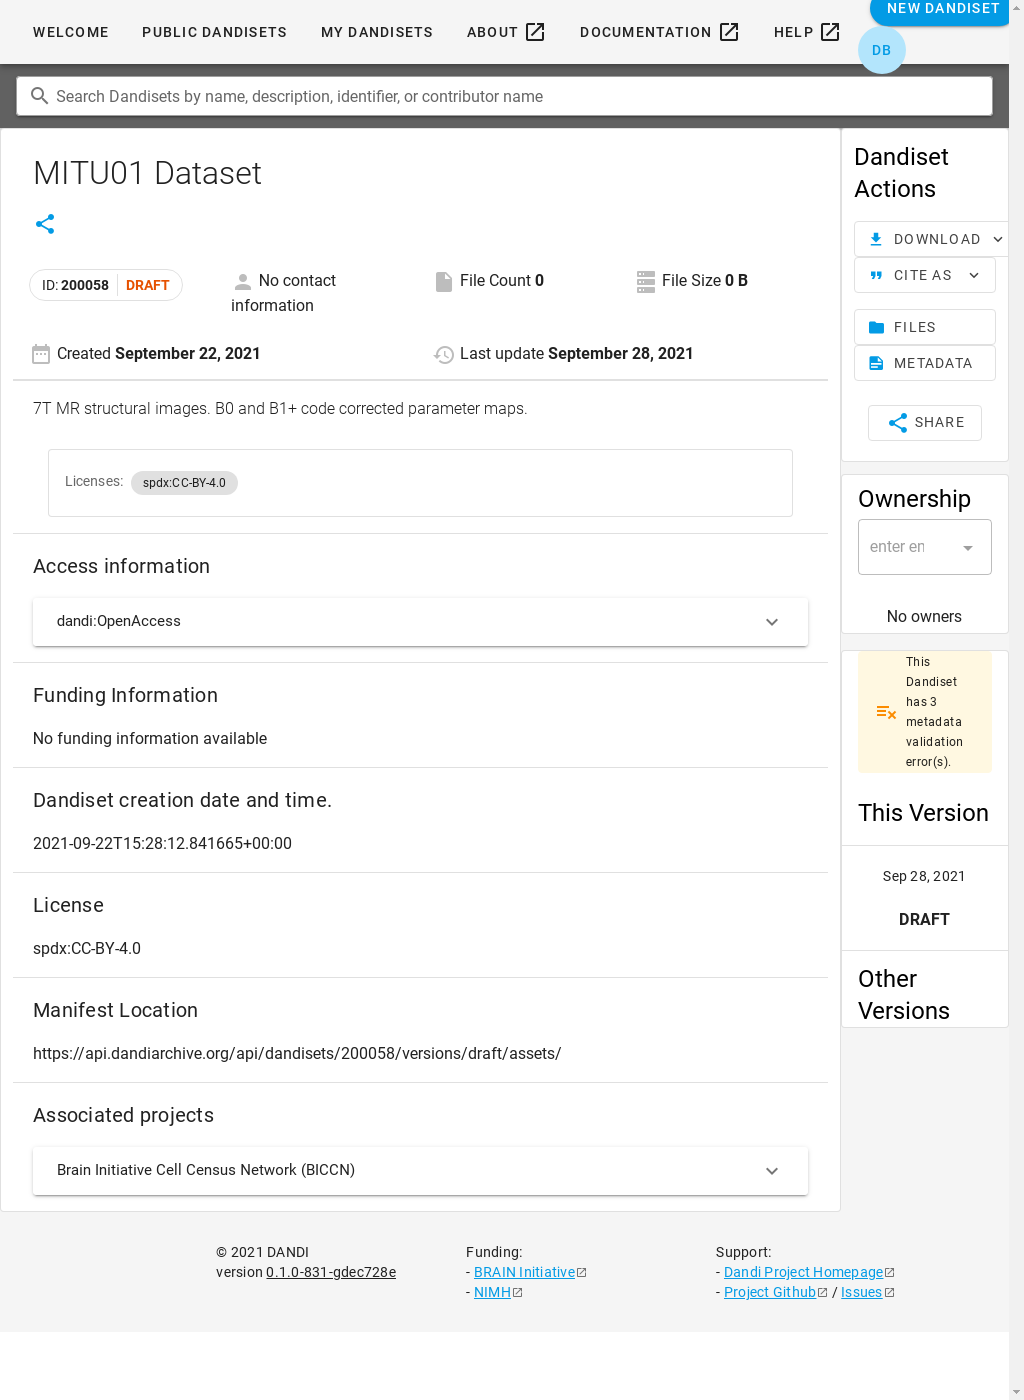 WELCOME PUBLIC DANDISETS MY DANDISETS ABOUT DOCUMENTATION HELP NEW DANDISET
DB
Search Dandisets by name, description, identifier, or contributor name
MITU01 Dataset
ID: 200058 DRAFT
No contact information
File Count 0
File Size 0 B
Created September 22, 2021
Last update September 28, 2021
7T MR structural images. B0 and B1+ code corrected parameter maps.
Licenses: spdx:CC-BY-4.0
Access information
dandi:OpenAccess
Funding Information
No funding information available
Dandiset creation date and time.
2021-09-22T15:28:12.841665+00:00
License
spdx:CC-BY-4.0
Manifest Location
https://api.dandiarchive.org/api/dandisets/200058/versions/draft/assets/
Associated projects
Brain Initiative Cell Census Network (BICCN)
Dandiset
Actions
DOWNLOAD
CITE AS
FILES
METADATA
SHARE
Ownership
enter en
No owners
This
Dandiset
has 3
metadata
validation
error(s).
This Version
Sep 28, 2021
DRAFT
Other
Versions
© 2021 DANDI
version 0.1.0-831-gdec728e
Funding:
- BRAIN Initiative
- NIMH
Support:
- Dandi Project Homepage
- Project Github / Issues